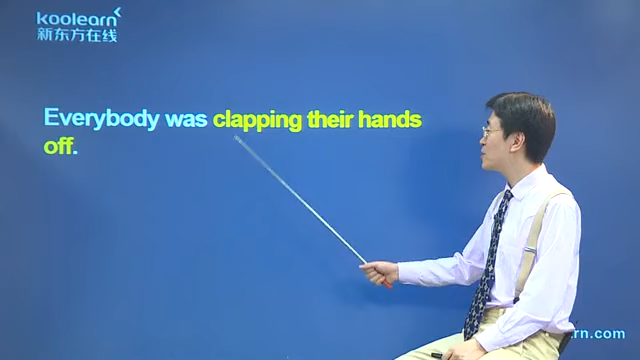 koolearn
新东方在线
Everybody was clapping their hands
off.
rn.com